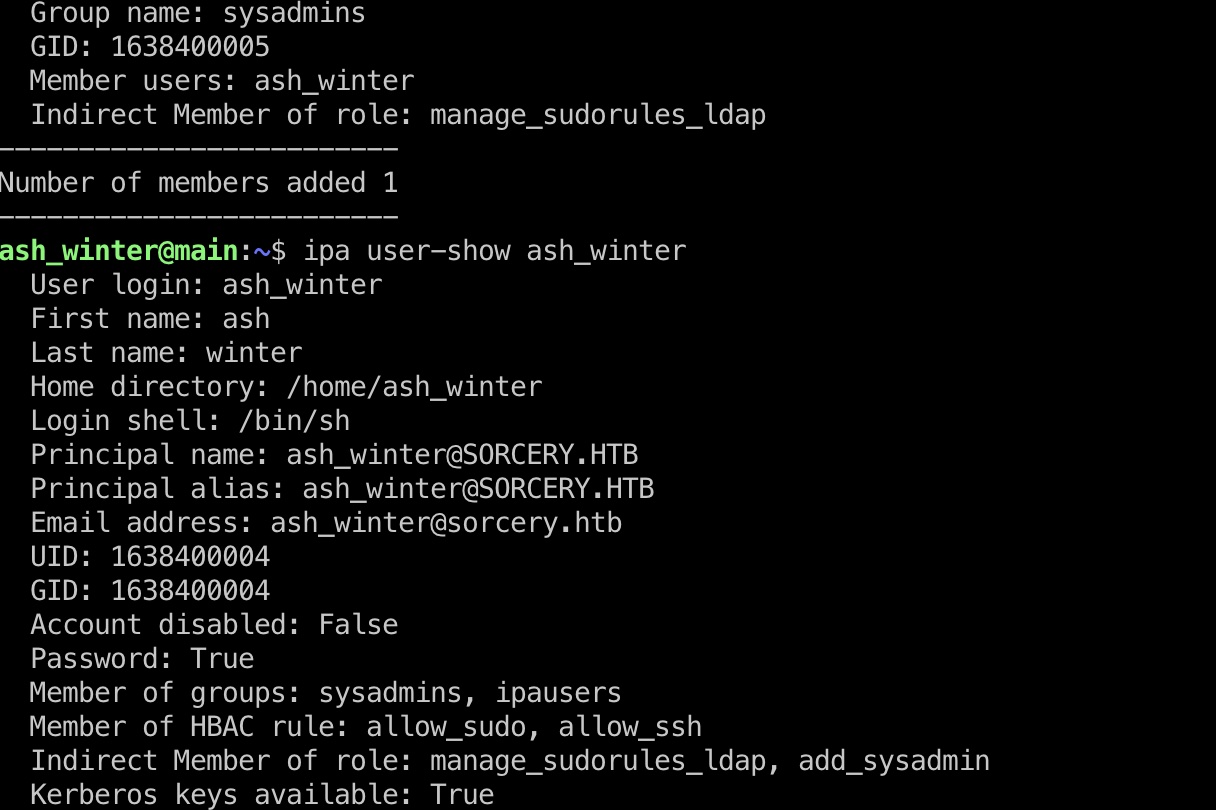 Group name: sysadmins
GID: 1638400005
Member users: ash_winter
Indirect Member of role: manage_sudorules_ldap
-------------------------
Number of members added 1
-------------------------
ash_winter@main:~$ ipa user-show ash_winter
User login: ash_winter
First name: ash
Last name: winter
Home directory: /home/ash_winter
Login shell: /bin/sh
Principal name: ash_winter@SORCERY.HTB
Principal alias: ash_winter@SORCERY.HTB
Email address: ash_winter@sorcery.htb
UID: 1638400004
GID: 1638400004
Account disabled: False
Password: True
Member of groups: sysadmins, ipausers
Member of HBAC rule: allow_sudo, allow_ssh
Indirect Member of role: manage_sudorules_ldap, add_sysadmin
Kerberos keys available: True